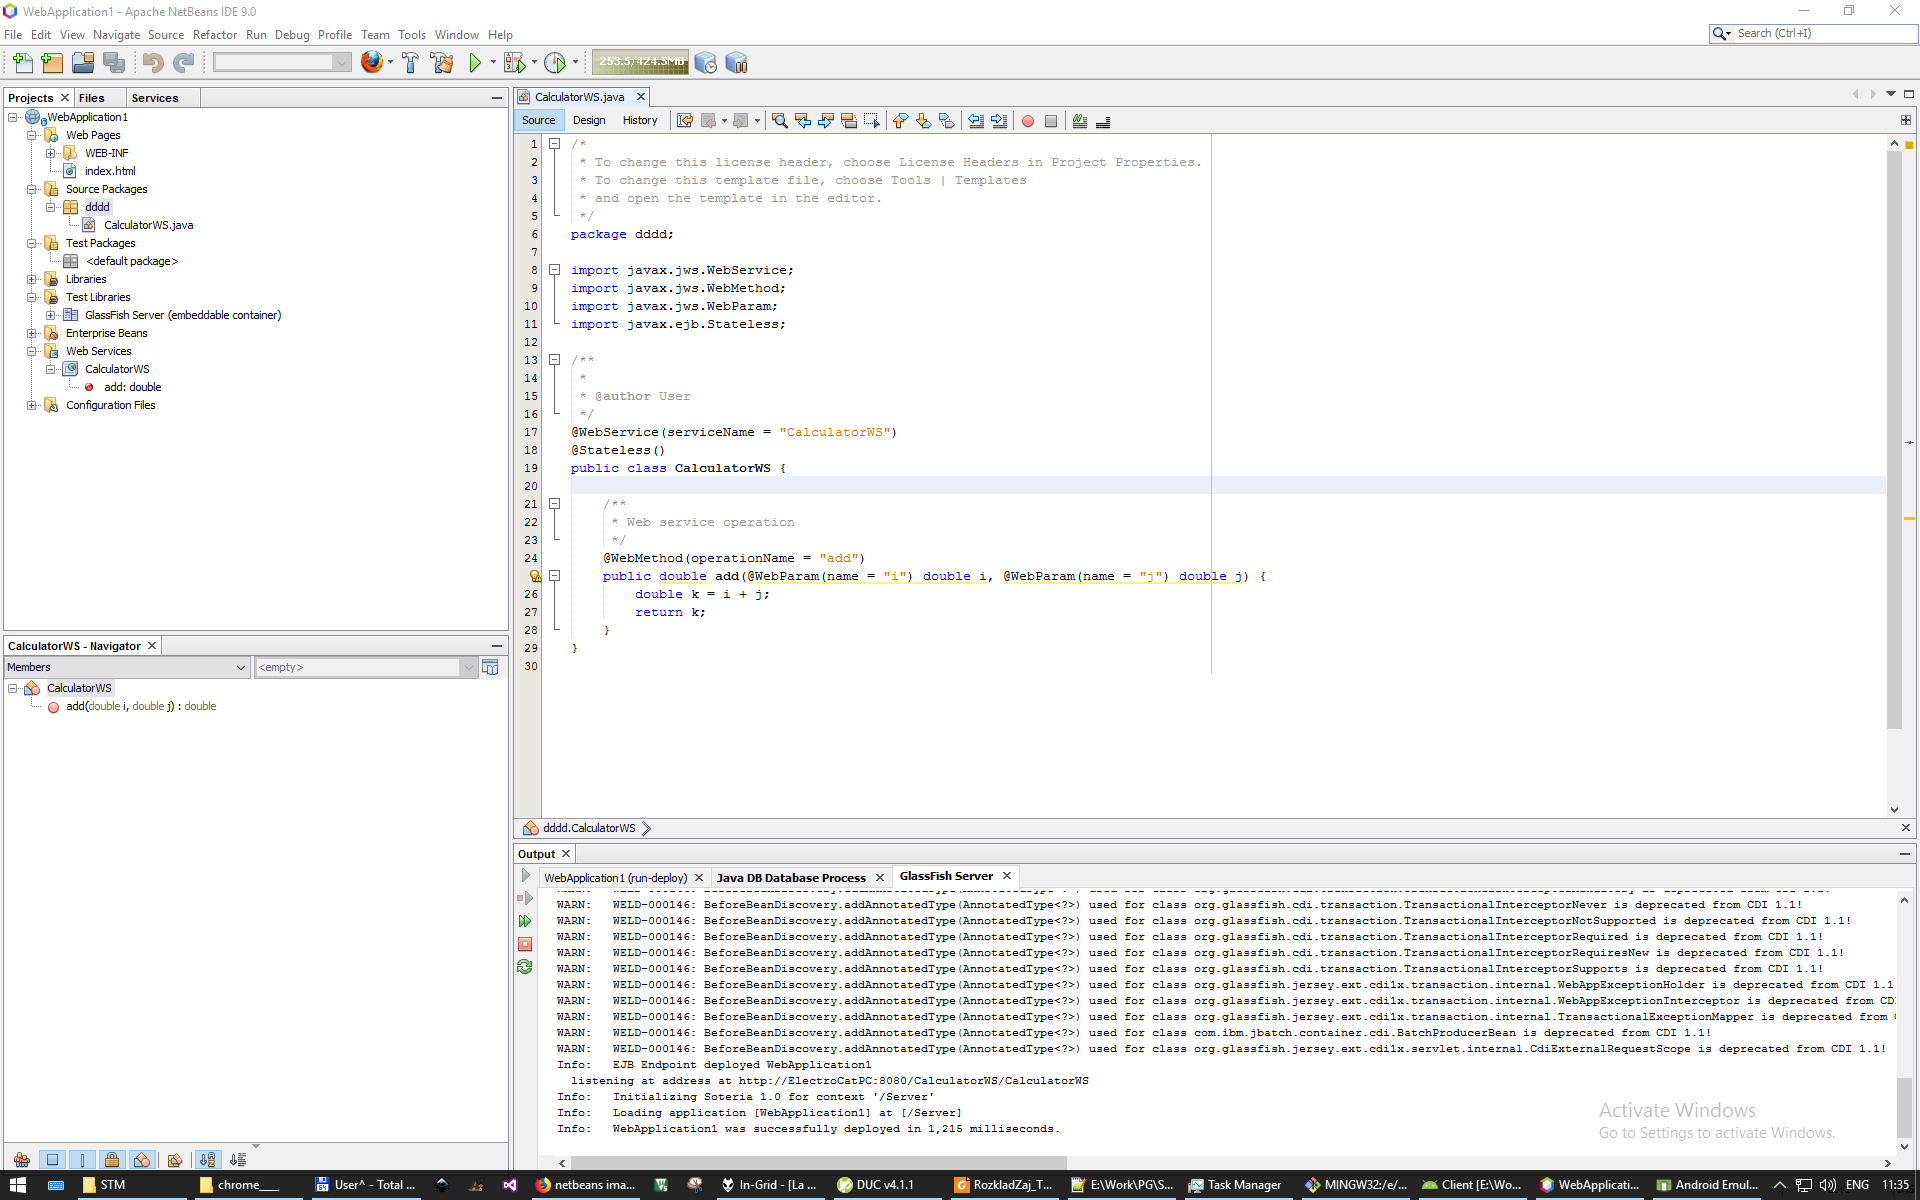 WebApplication1 - Apache NetBeans IDE 9.0
File Edit View Navigate Source Refactor Run Debug Profile Team Tools Window Help
Search (Ctrl+I)
253.5/424.5MB
Projects Files Services
WebApplication1
Web Pages
WEB-INF
index.html
Source Packages
dddd
CalculatorWS.java
Test Packages
<default package>
Libraries
Test Libraries
GlassFish Server (embeddable container)
Enterprise Beans
Web Services
CalculatorWS
add: double
Configuration Files
CalculatorWS - Navigator
Members <empty>
CalculatorWS
add(double i, double j) : double
CalculatorWS.java
Source Design History
1 /*
2 * To change this license header, choose License Headers in Project Properties.
3 * To change this template file, choose Tools | Templates
4 * and open the template in the editor.
5 */
6 package dddd;
7
8 import javax.jws.WebService;
9 import javax.jws.WebMethod;
10 import javax.jws.WebParam;
11 import javax.ejb.Stateless;
12
13 /**
14 *
15 * @author User
16 */
17 @WebService(serviceName = "CalculatorWS")
18 @Stateless()
19 public class CalculatorWS {
20
21 /**
22 * Web service operation
23 */
24 @WebMethod(operationName = "add")
public double add(@WebParam(name = "i") double i, @WebParam(name = "j") double j) {
26 double k = i + j;
27 return k;
28 }
29 }
30
dddd.CalculatorWS
Output
WebApplication1 (run-deploy) Java DB Database Process GlassFish Server
WARN: WELD-000146: BeforeBeanDiscovery.addAnnotatedType(AnnotatedType<?>) used for class org.glassfish.cdi.transaction.TransactionalInterceptorNever is deprecated from CDI 1.1!
WARN: WELD-000146: BeforeBeanDiscovery.addAnnotatedType(AnnotatedType<?>) used for class org.glassfish.cdi.transaction.TransactionalInterceptorNotSupported is deprecated from CDI 1.1!
WARN: WELD-000146: BeforeBeanDiscovery.addAnnotatedType(AnnotatedType<?>) used for class org.glassfish.cdi.transaction.TransactionalInterceptorRequired is deprecated from CDI 1.1!
WARN: WELD-000146: BeforeBeanDiscovery.addAnnotatedType(AnnotatedType<?>) used for class org.glassfish.cdi.transaction.TransactionalInterceptorRequiresNew is deprecated from CDI 1.1!
WARN: WELD-000146: BeforeBeanDiscovery.addAnnotatedType(AnnotatedType<?>) used for class org.glassfish.cdi.transaction.TransactionalInterceptorSupports is deprecated from CDI 1.1!
WARN: WELD-000146: BeforeBeanDiscovery.addAnnotatedType(AnnotatedType<?>) used for class org.glassfish.jersey.ext.cdi1x.transaction.internal.WebAppExceptionHolder is deprecated from CDI 1.1
WARN: WELD-000146: BeforeBeanDiscovery.addAnnotatedType(AnnotatedType<?>) used for class org.glassfish.jersey.ext.cdi1x.transaction.internal.WebAppExceptionInterceptor is deprecated from CD
WARN: WELD-000146: BeforeBeanDiscovery.addAnnotatedType(AnnotatedType<?>) used for class org.glassfish.jersey.ext.cdi1x.transaction.internal.TransactionalExceptionMapper is deprecated from
WARN: WELD-000146: BeforeBeanDiscovery.addAnnotatedType(AnnotatedType<?>) used for class com.ibm.jbatch.container.cdi.BatchProducerBean is deprecated from CDI 1.1!
WARN: WELD-000146: BeforeBeanDiscovery.addAnnotatedType(AnnotatedType<?>) used for class org.glassfish.jersey.ext.cdi1x.servlet.internal.CdiExternalRequestScope is deprecated from CDI 1.1!
Info: EJB Endpoint deployed WebApplication1
listening at address at http://ElectroCatPC:8080/CalculatorWS/CalculatorWS
Info: Initializing Soteria 1.0 for context '/Server'
Info: Loading application [WebApplication1] at [/Server]
Info: WebApplication1 was successfully deployed in 1,215 milliseconds.
Activate Windows
Go to Settings to activate Windows.
STM chrome____ User^ - Total ... netbeans ima... In-Grid - [La ... DUC v4.1.1 RozkladZaj_T... E:\Work\PG\S... Task Manager MINGW32:/e/... Client [E:\Wo... WebApplicati... Android Emul... ENG 11:35